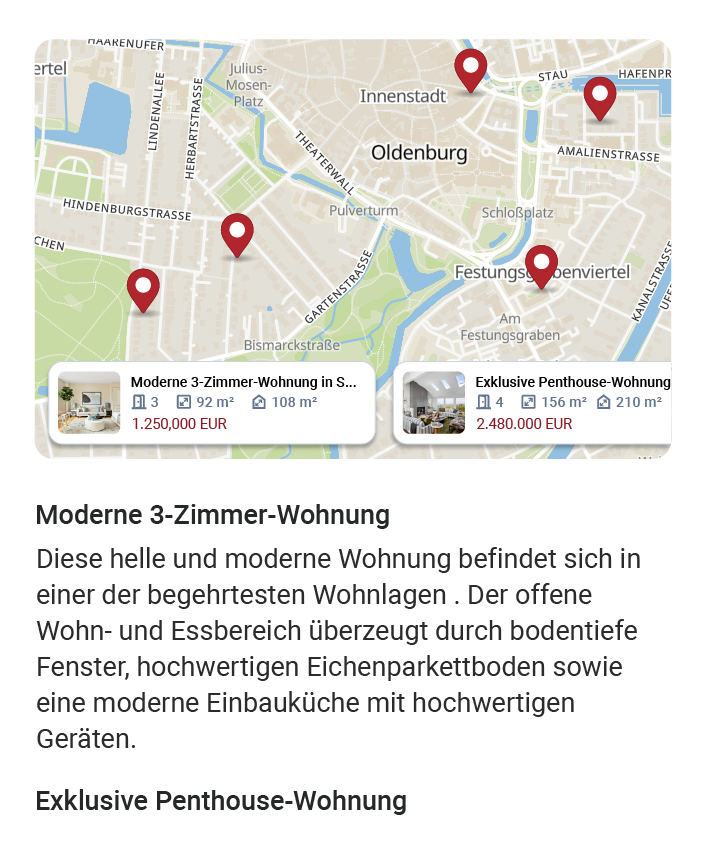 HAARENUFER
ertel
Julius-
Mosen-
Platz
LINDENALLEE
HERBARTSTRASSE
Innenstadt
STAU
HAFENPR
Oldenburg
AMALIENSTRASSE
THEATERWALL
HINDENBURGSTRASSE
Pulverturm
Schloßplatz
CHEN
GARTENSTRASSE
Festungsg benviertel
KANALSTRASSE
UFE
Am
Festungsgraben
Bismarckstraße
Moderne 3-Zimmer-Wohnung in S...
3 92 m² 108 m²
1.250,000 EUR
Exklusive Penthouse-Wohnung
4 156 m² 210 m²
2.480.000 EUR
Moderne 3-Zimmer-Wohnung
Diese helle und moderne Wohnung befindet sich in
einer der begehrtesten Wohnlagen . Der offene
Wohn- und Essbereich überzeugt durch bodentiefe
Fenster, hochwertigen Eichenparkettboden sowie
eine moderne Einbauküche mit hochwertigen
Geräten.
Exklusive Penthouse-Wohnung